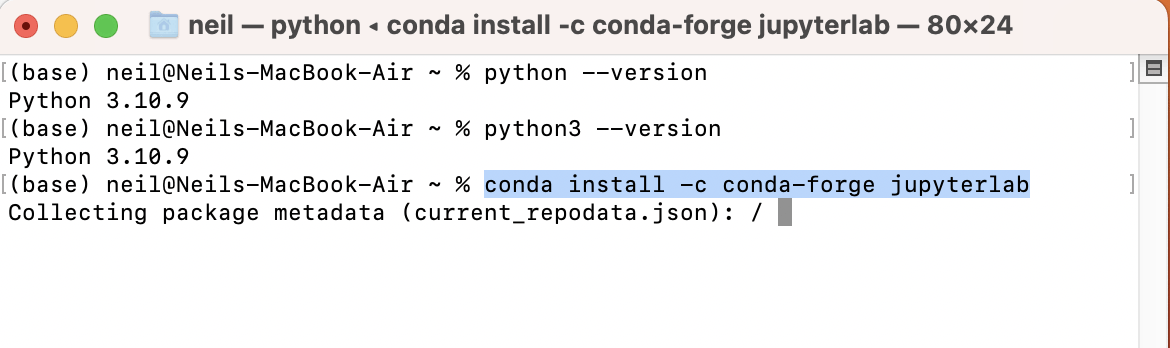 neil — python ◂ conda install -c conda-forge jupyterlab — 80×24
[(base) neil@Neils-MacBook-Air ~ % python --version ]
Python 3.10.9
[(base) neil@Neils-MacBook-Air ~ % python3 --version ]
Python 3.10.9
[(base) neil@Neils-MacBook-Air ~ % conda install -c conda-forge jupyterlab ]
Collecting package metadata (current_repodata.json): /